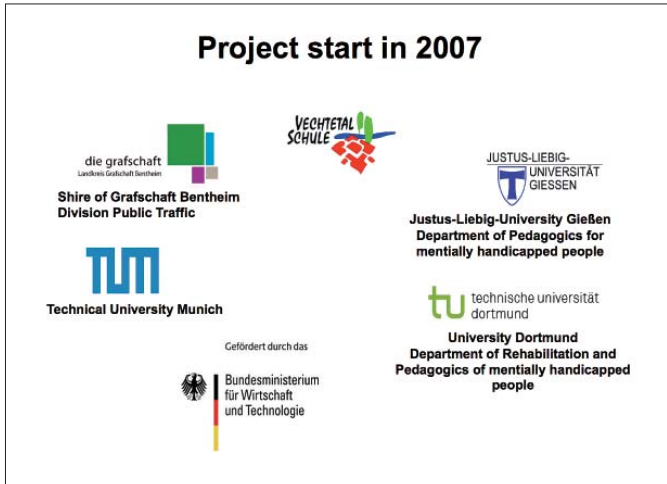 Project start in 2007
die grafschaft
Landkreis Grafschaft Bentheim
Shire of Grafschaft Bentheim
Division Public Traffic
VECHTETAL
SCHULE
JUSTUS-LIEBIG-
UNIVERSITÄT
GIESSEN
Justus-Liebig-University Gießen
Department of Pedagogics for
mentially handicapped people
TUM
Technical University Munich
tu technische universität
dortmund
University Dortmund
Department of Rehabilitation and
Pedagogics of mentially handicapped
people
Gefördert durch das
Bundesministerium
für Wirtschaft
und Technologie